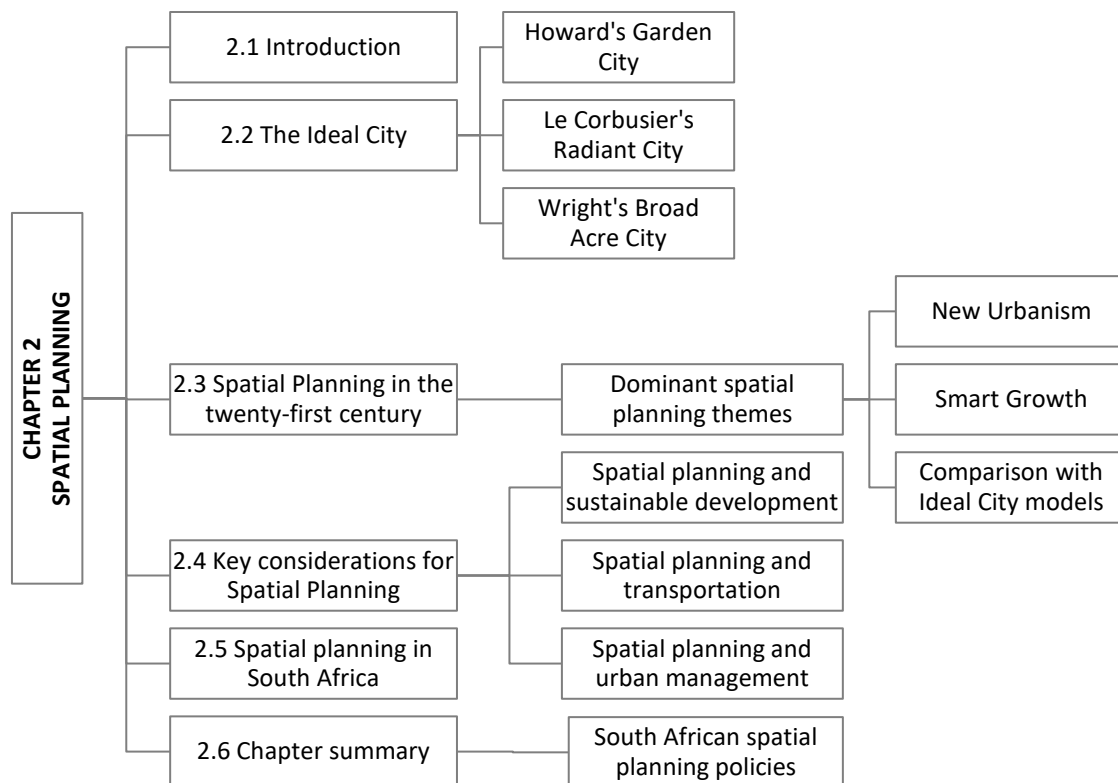 CHAPTER 2
SPATIAL PLANNING
2.1 Introduction
2.2 The Ideal City
Howard's Garden
City
Le Corbusier's
Radiant City
Wright's Broad
Acre City
2.3 Spatial Planning in the
twenty-first century
Dominant spatial
planning themes
New Urbanism
Smart Growth
Comparison with
Ideal City models
2.4 Key considerations for
Spatial Planning
Spatial planning and
sustainable development
Spatial planning and
transportation
Spatial planning and
urban management
2.5 Spatial planning in
South Africa
2.6 Chapter summary
South African spatial
planning policies